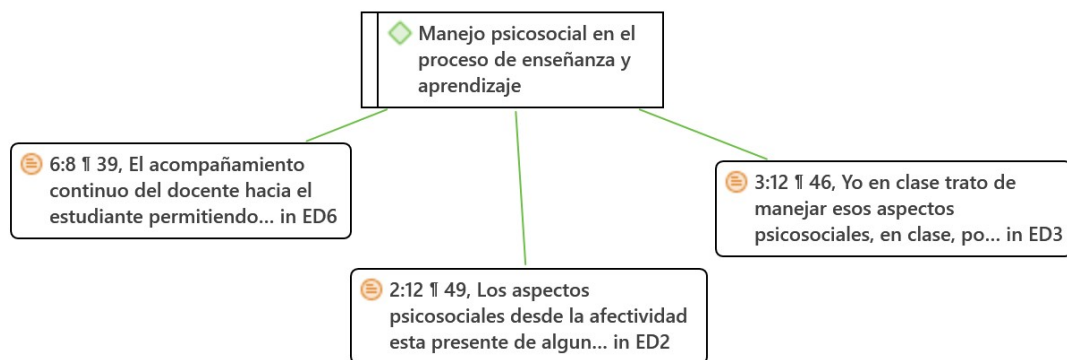 Manejo psicosocial en el
proceso de enseñanza y
aprendizaje
6:8 ¶ 39, El acompañamiento
continuo del docente hacia el
estudiante permitiendo... in ED6
3:12 ¶ 46, Yo en clase trato de
manejar esos aspectos
psicosociales, en clase, po... in ED3
2:12 ¶ 49, Los aspectos
psicosociales desde la afectividad
esta presente de algun... in ED2